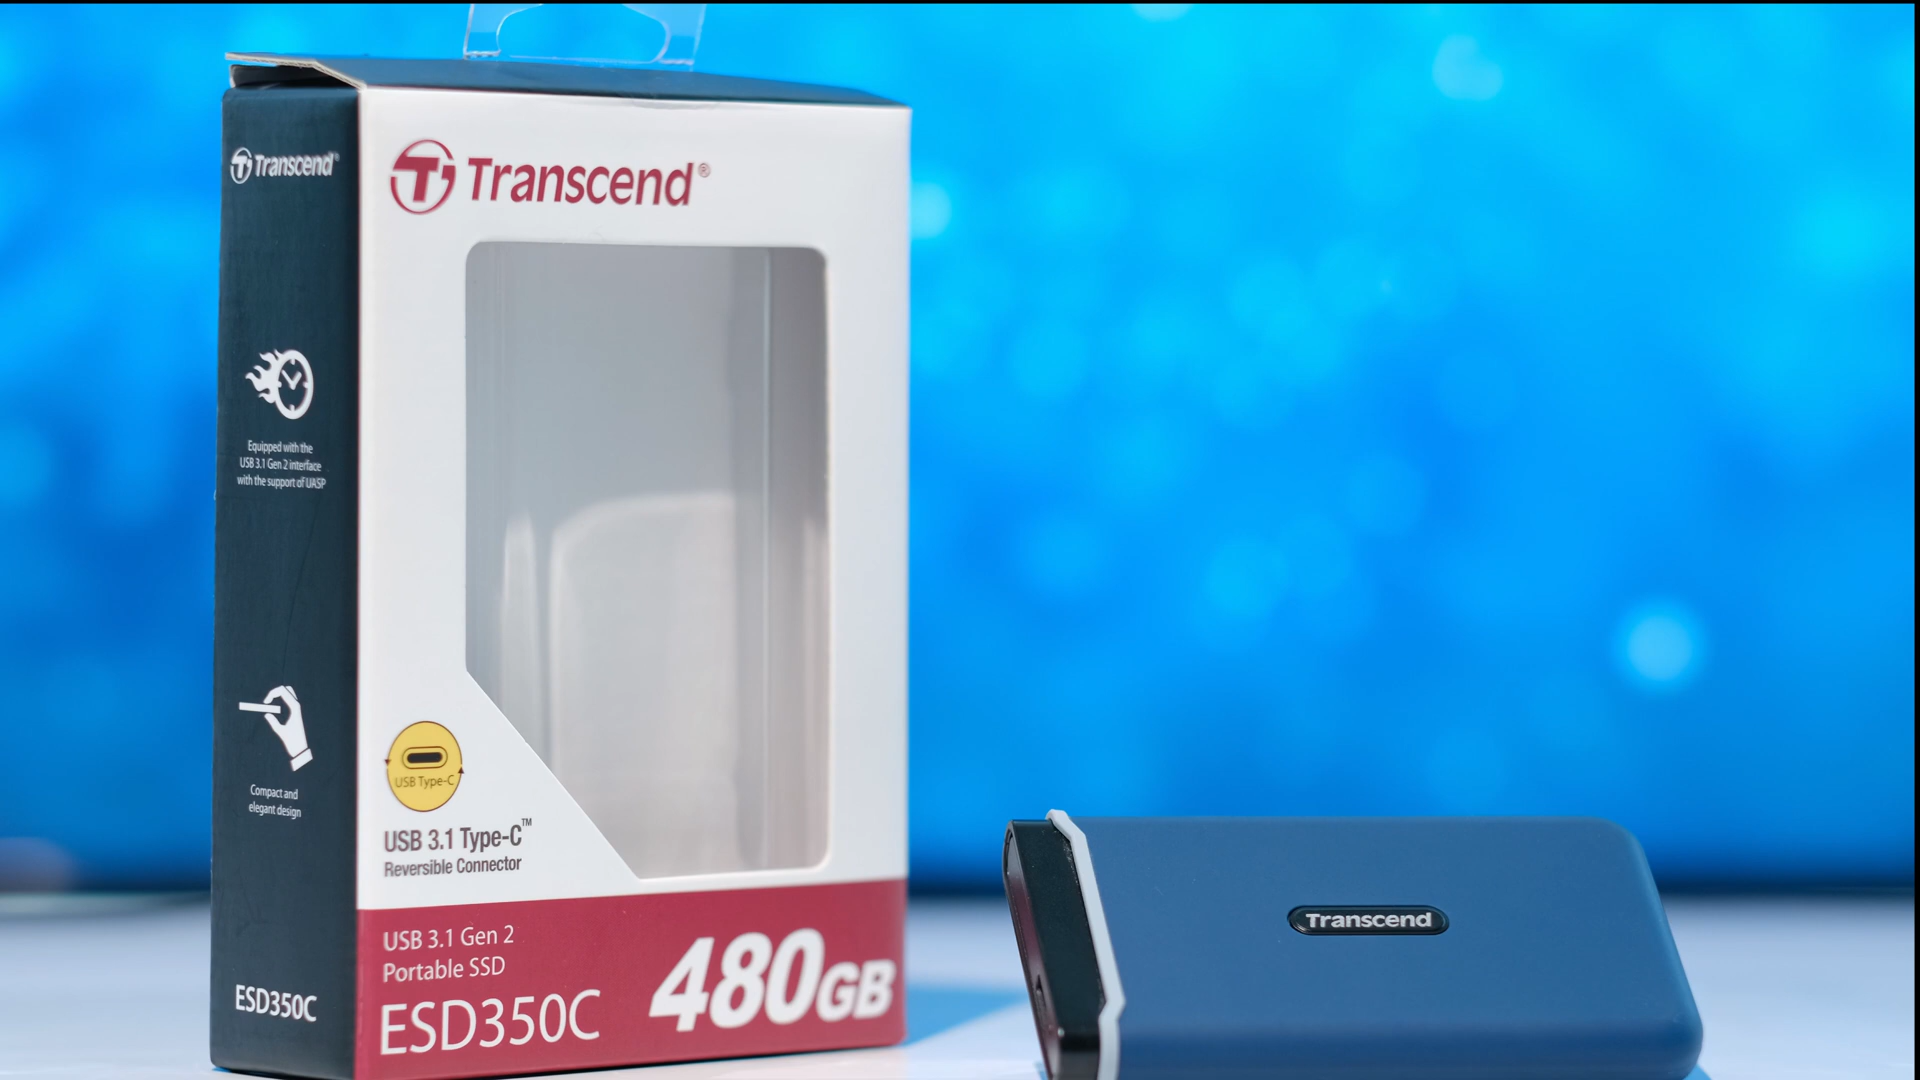 Transcend
Equipped with the
USB 3.1 Gen 2 interface
with the support of UASP
Compact and
elegant design
ESD350C
Transcend®
USB Type-C
USB 3.1 Type-C™
Reversible Connector
USB 3.1 Gen 2
Portable SSD
ESD350C
480GB
Transcend